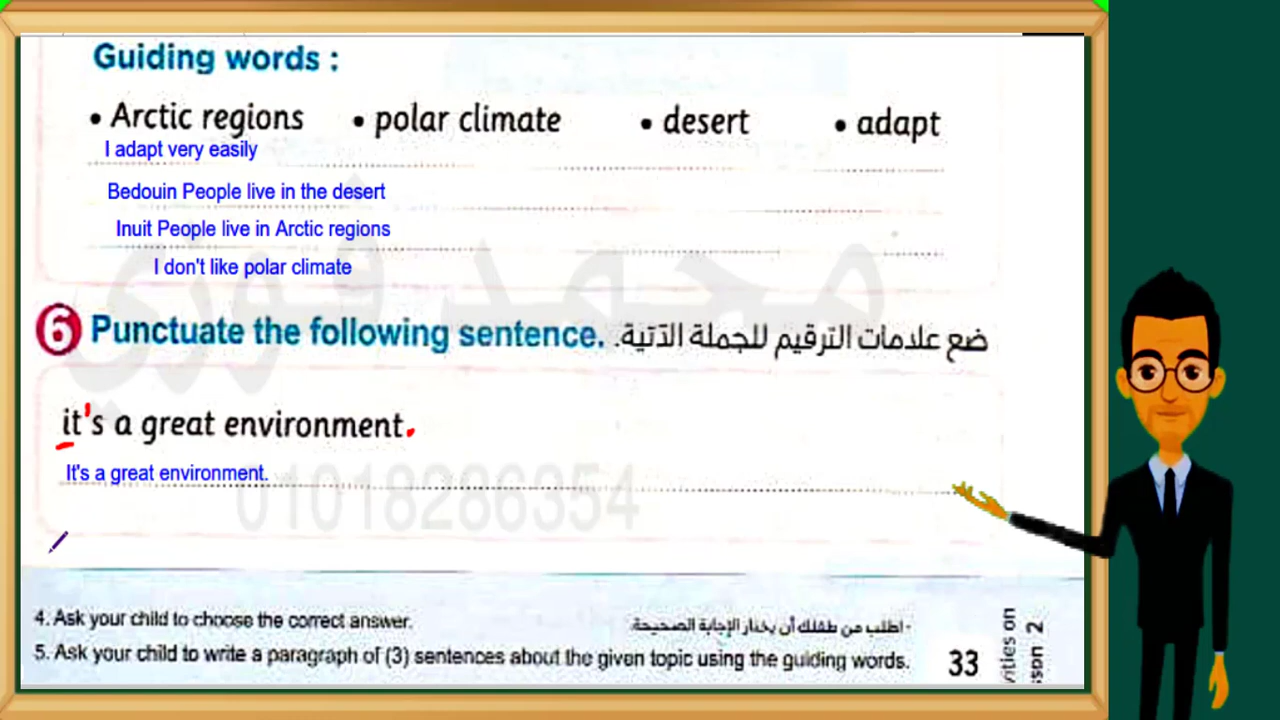 Guiding words :
• Arctic regions • polar climate • desert • adapt
I adapt very easily
Bedouin People live in the desert
Inuit People live in Arctic regions
I don't like polar climate
محمد فوزي
6 Punctuate the following sentence. ضع علامات الترقيم للجملة الآتية.
it's a great environment.
It's a great environment.
01018286354
4. Ask your child to choose the correct answer. - اطلب من طفلك أن يختار الإجابة الصحيحة.
5. Ask your child to write a paragraph of (3) sentences about the given topic using the guiding words.
33